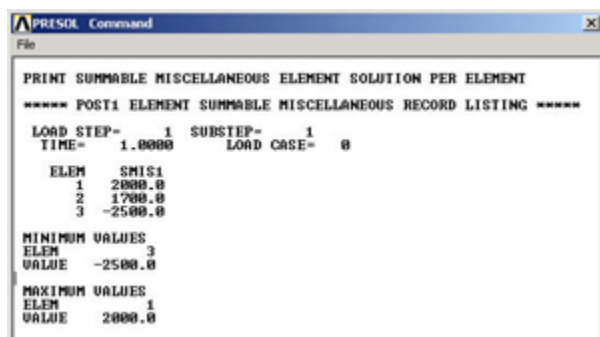 PRESOL Command
File
PRINT SUMMABLE MISCELLANEOUS ELEMENT SOLUTION PER ELEMENT
***** POST1 ELEMENT SUMMABLE MISCELLANEOUS RECORD LISTING *****
LOAD STEP= 1 SUBSTEP= 1
TIME= 1.0000 LOAD CASE= 0
ELEM SMIS1
1 2000.0
2 1700.0
3 -2500.0
MINIMUM VALUES
ELEM 3
VALUE -2500.0
MAXIMUM VALUES
ELEM 1
VALUE 2000.0